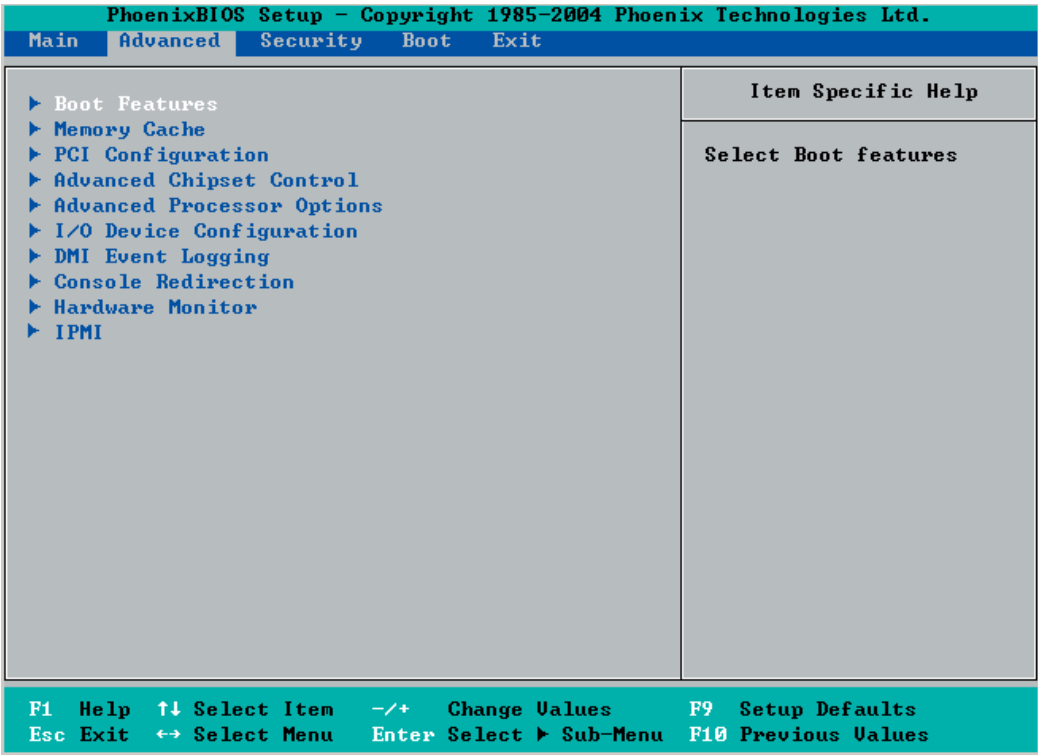 PhoenixBIOS Setup – Copyright 1985-2004 Phoenix Technologies Ltd.
Main Advanced Security Boot Exit
▶ Boot Features
▶ Memory Cache
▶ PCI Configuration
▶ Advanced Chipset Control
▶ Advanced Processor Options
▶ I/O Device Configuration
▶ DMI Event Logging
▶ Console Redirection
▶ Hardware Monitor
▶ IPMI
Item Specific Help
Select Boot features
F1 Help ↑↓ Select Item -/+ Change Values F9 Setup Defaults
Esc Exit ↔ Select Menu Enter Select ▶ Sub-Menu F10 Previous Values